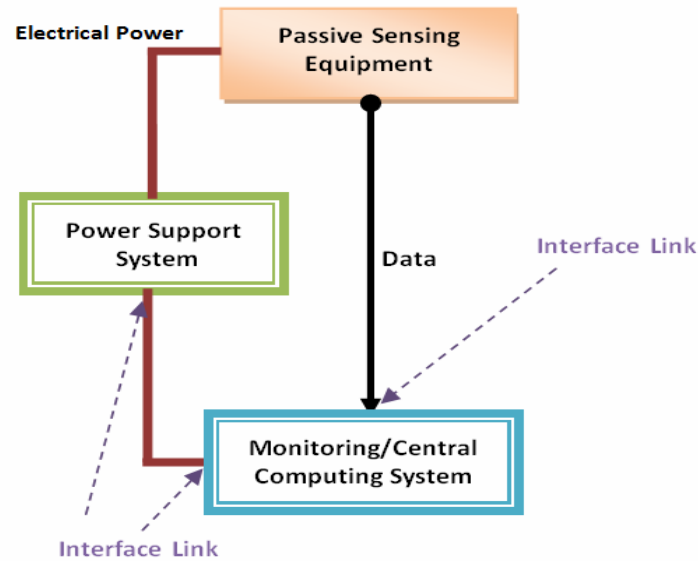 Electrical Power
Passive Sensing
Equipment
Power Support
System
Data
Interface Link
Monitoring/Central
Computing System
Interface Link